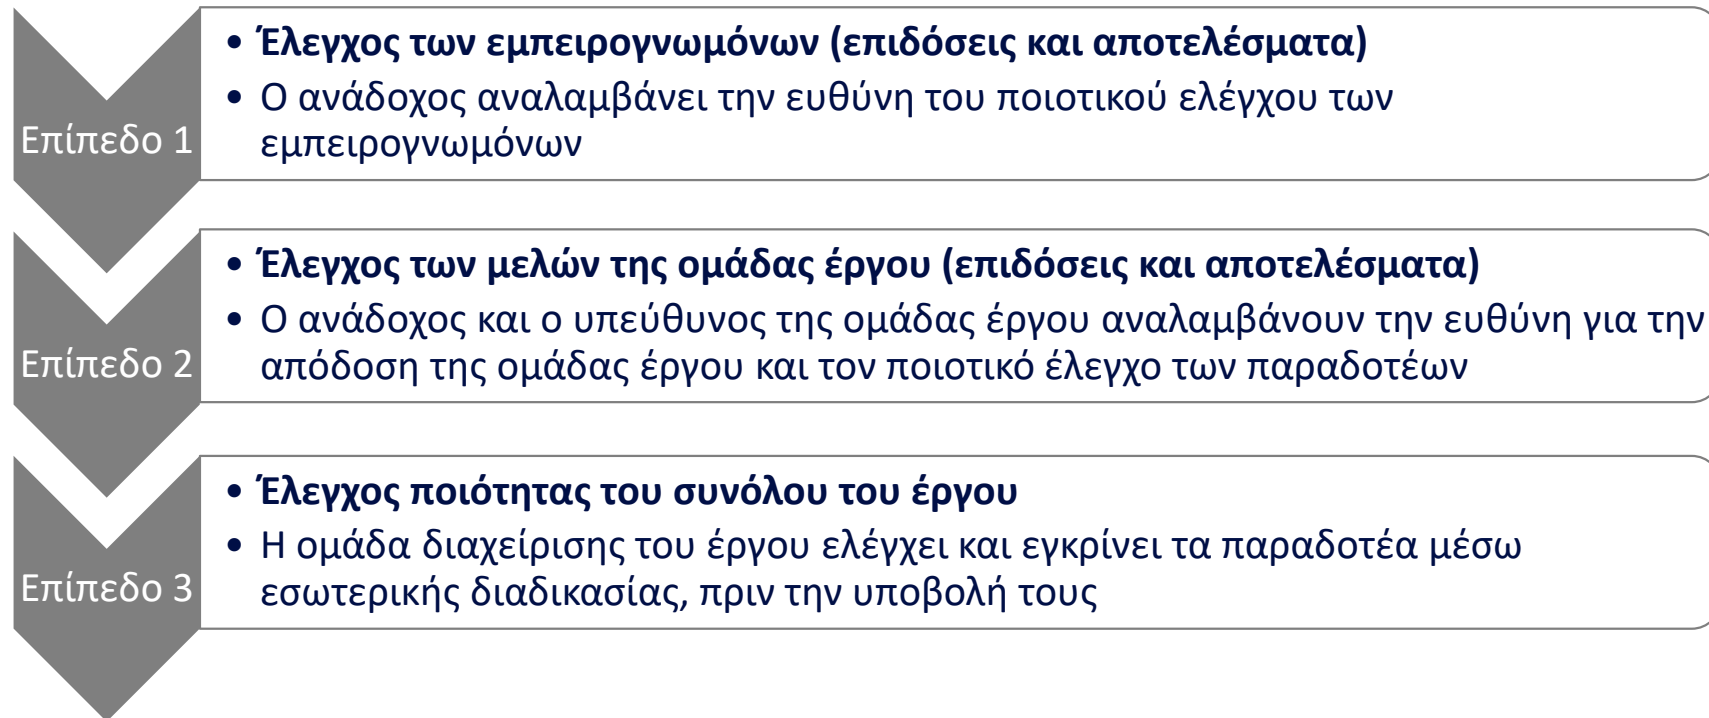 Επίπεδο 1
• Έλεγχος των εμπειρογνωμόνων (επιδόσεις και αποτελέσματα)
• Ο ανάδοχος αναλαμβάνει την ευθύνη του ποιοτικού ελέγχου των
εμπειρογνωμόνων
Επίπεδο 2
• Έλεγχος των μελών της ομάδας έργου (επιδόσεις και αποτελέσματα)
• Ο ανάδοχος και ο υπεύθυνος της ομάδας έργου αναλαμβάνουν την ευθύνη για την
απόδοση της ομάδας έργου και τον ποιοτικό έλεγχο των παραδοτέων
Επίπεδο 3
• Έλεγχος ποιότητας του συνόλου του έργου
• Η ομάδα διαχείρισης του έργου ελέγχει και εγκρίνει τα παραδοτέα μέσω
εσωτερικής διαδικασίας, πριν την υποβολή τους